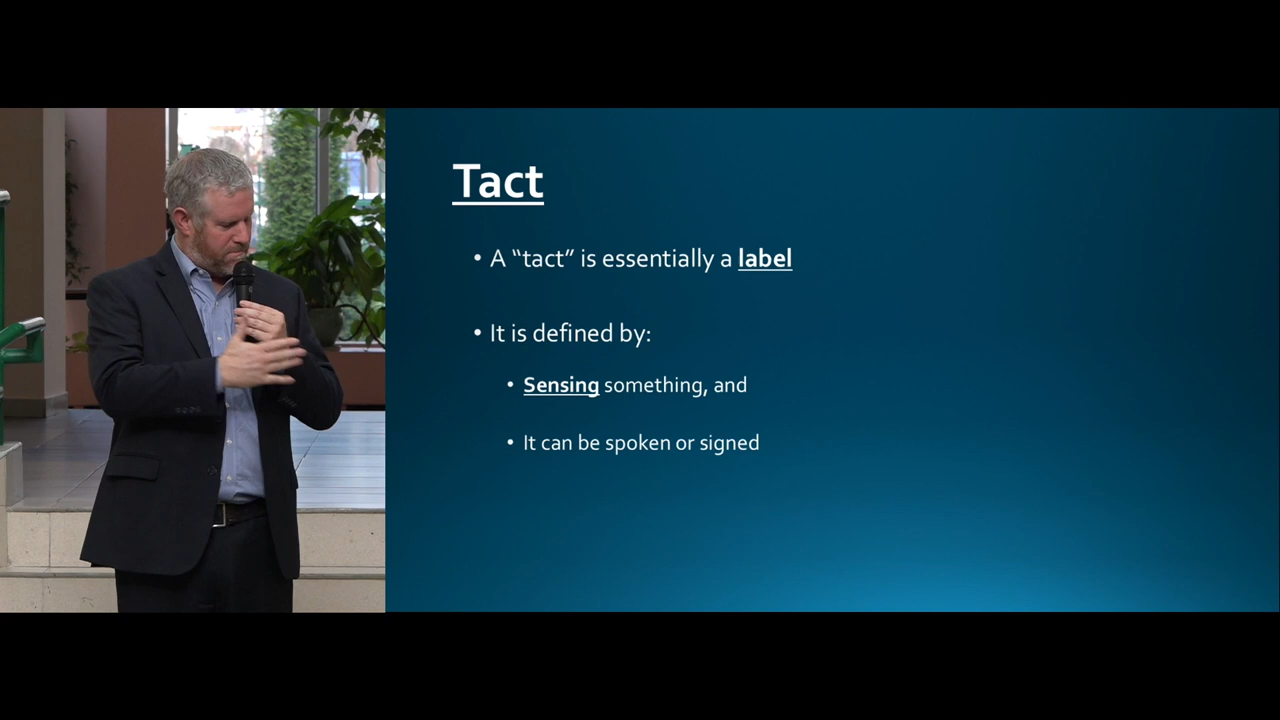 Tact
• A “tact” is essentially a label
• It is defined by:
• Sensing something, and
• It can be spoken or signed